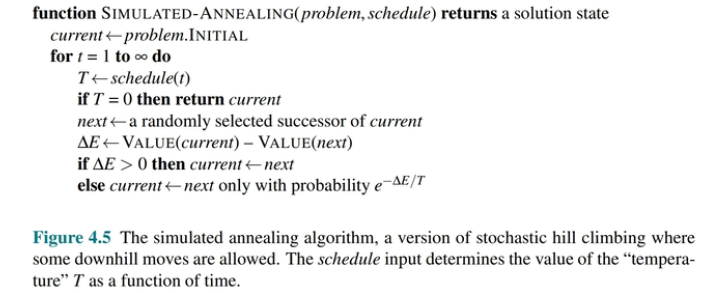 function SIMULATED-ANNEALING(problem, schedule) returns a solution state
current ← problem.INITIAL
for t = 1 to ∞ do
T ← schedule(t)
if T = 0 then return current
next ← a randomly selected successor of current
ΔE ← VALUE(current) – VALUE(next)
if ΔE > 0 then current ← next
else current ← next only with probability e^−ΔE/T
Figure 4.5 The simulated annealing algorithm, a version of stochastic hill climbing where
some downhill moves are allowed. The schedule input determines the value of the “tempera-
ture” T as a function of time.